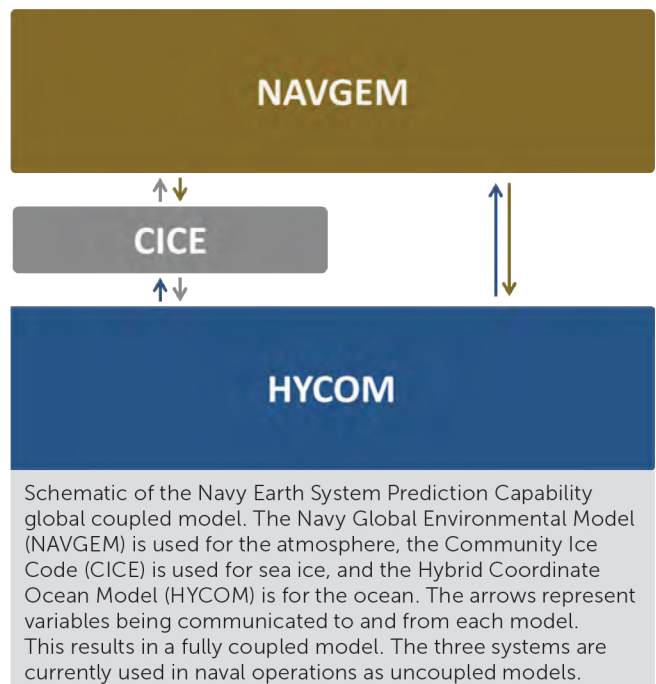 NAVGEM
CICE
HYCOM
Schematic of the Navy Earth System Prediction Capability
global coupled model. The Navy Global Environmental Model
(NAVGEM) is used for the atmosphere, the Community Ice
Code (CICE) is used for sea ice, and the Hybrid Coordinate
Ocean Model (HYCOM) is for the ocean. The arrows represent
variables being communicated to and from each model.
This results in a fully coupled model. The three systems are
currently used in naval operations as uncoupled models.